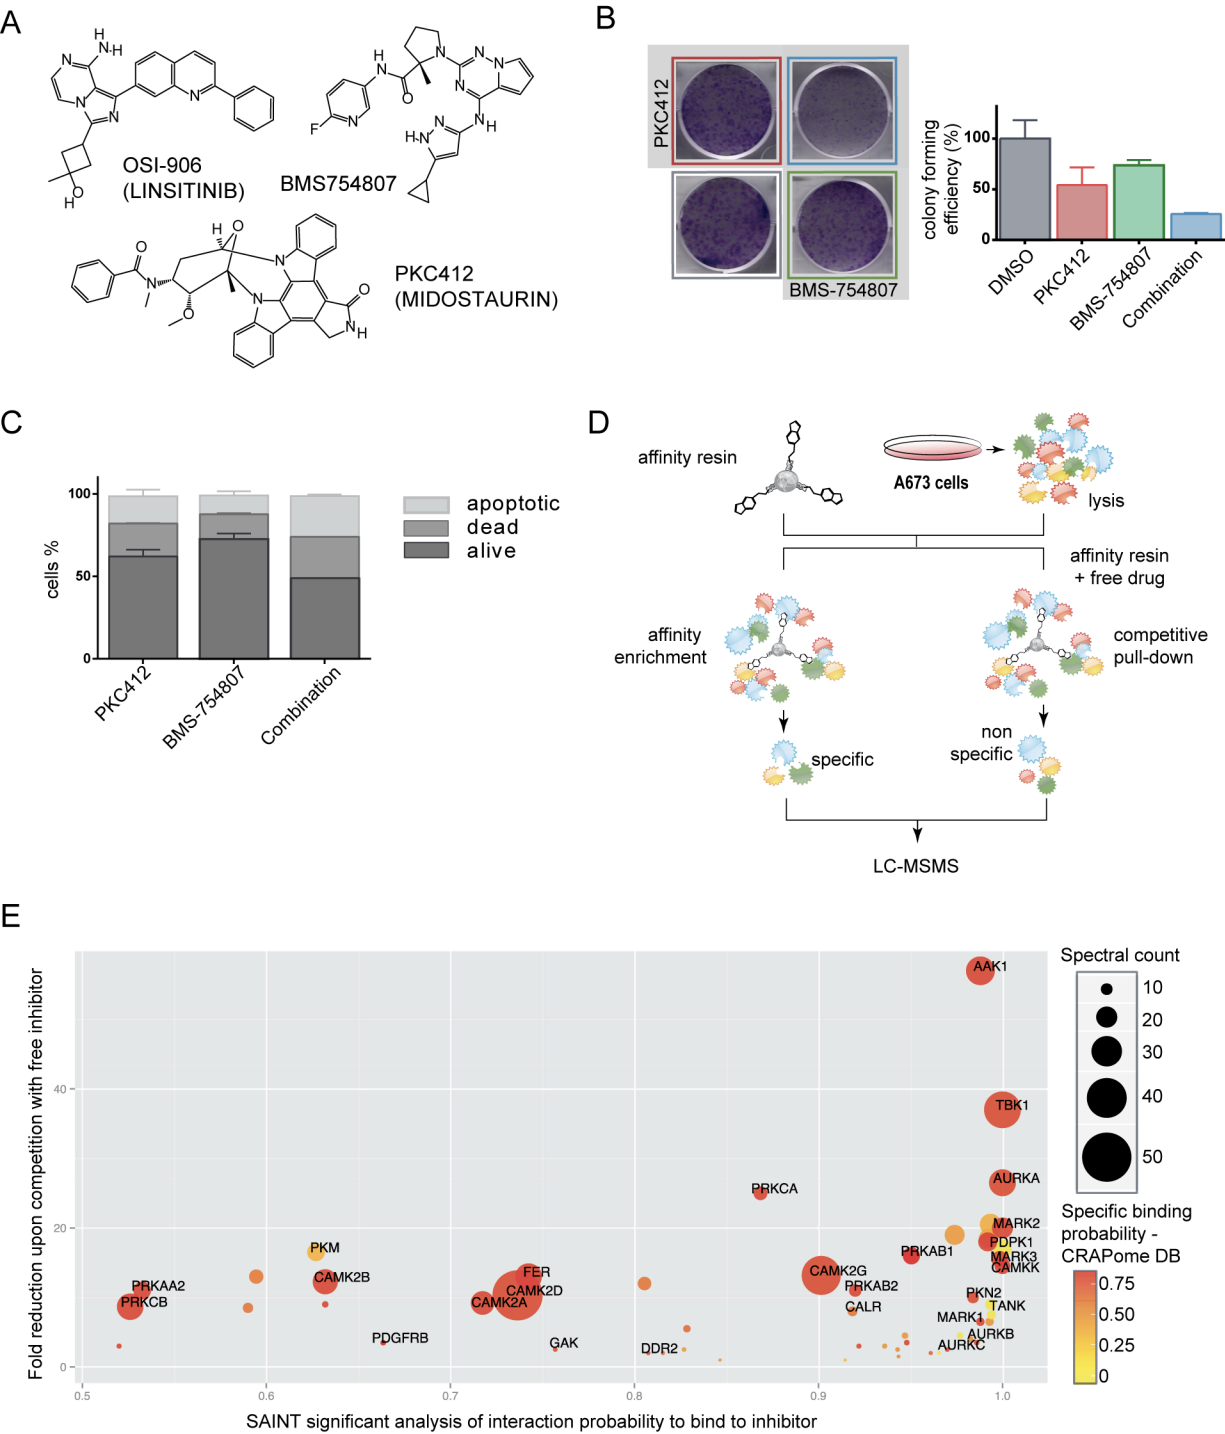 A
N
NH
H
N
N
N
OSI-906
(LINSITINIB)
O
H
H
N
O
N
N
N
N
N
F
N
NH
N
HN
BMS754807
H
O
O
N
N
N
O
O
N
H
PKC412
(MIDOSTAURIN)
B
PKC412
BMS-754807
colony forming
efficiency (%)
100
50
0
DMSO
PKC412
BMS-754807
Combination
C
cells %
100
50
0
PKC412
BMS-754807
Combination
apoptotic
dead
alive
D
affinity resin
A673 cells
lysis
affinity resin
+ free drug
affinity
enrichment
competitive
pull-down
specific
non
specific
LC-MSMS
E
Fold reduction upon competition with free inhibitor
40
20
0
0.5
0.6
0.7
0.8
0.9
1.0
SAINT significant analysis of interaction probability to bind to inhibitor
AAK1
TBK1
AURKA
PRKCA
MARK2
PDPK1
MARK3
CAMKK
PRKAB1
PKM
CAMK2B
PRKAA2
PRKCB
FER
CAMK2D
CAMK2A
CAMK2G
PRKAB2
CALR
PKN2
TANK
MARK1
AURKB
AURKC
PDGFRB
GAK
DDR2
Spectral count
10
20
30
40
50
Specific binding
probability -
CRAPome DB
0.75
0.50
0.25
0